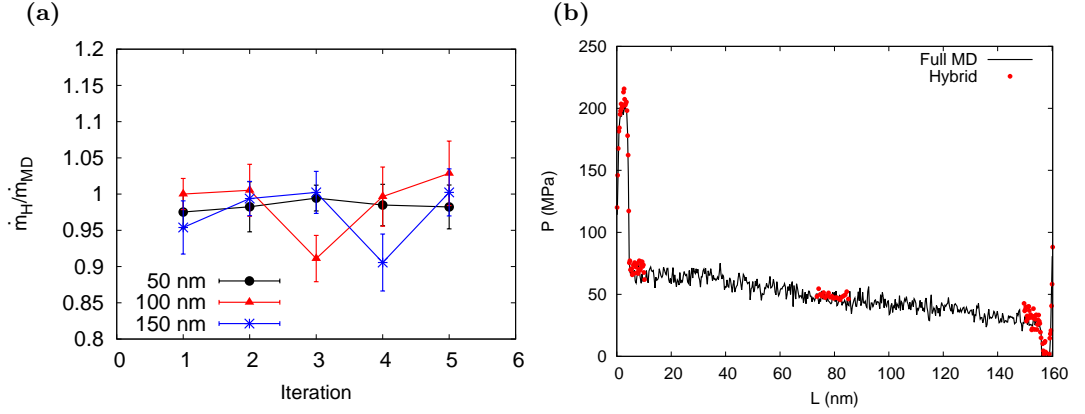 (a)
1.2
1.15
1.1
1.05
1
0.95
0.9
0.85
0.8
ṁH/ṁMD
50 nm
100 nm
150 nm
0 1 2 3 4 5 6
Iteration
(b)
250
200
150
100
50
0
P (MPa)
Full MD
Hybrid
0 20 40 60 80 100 120 140 160
L (nm)